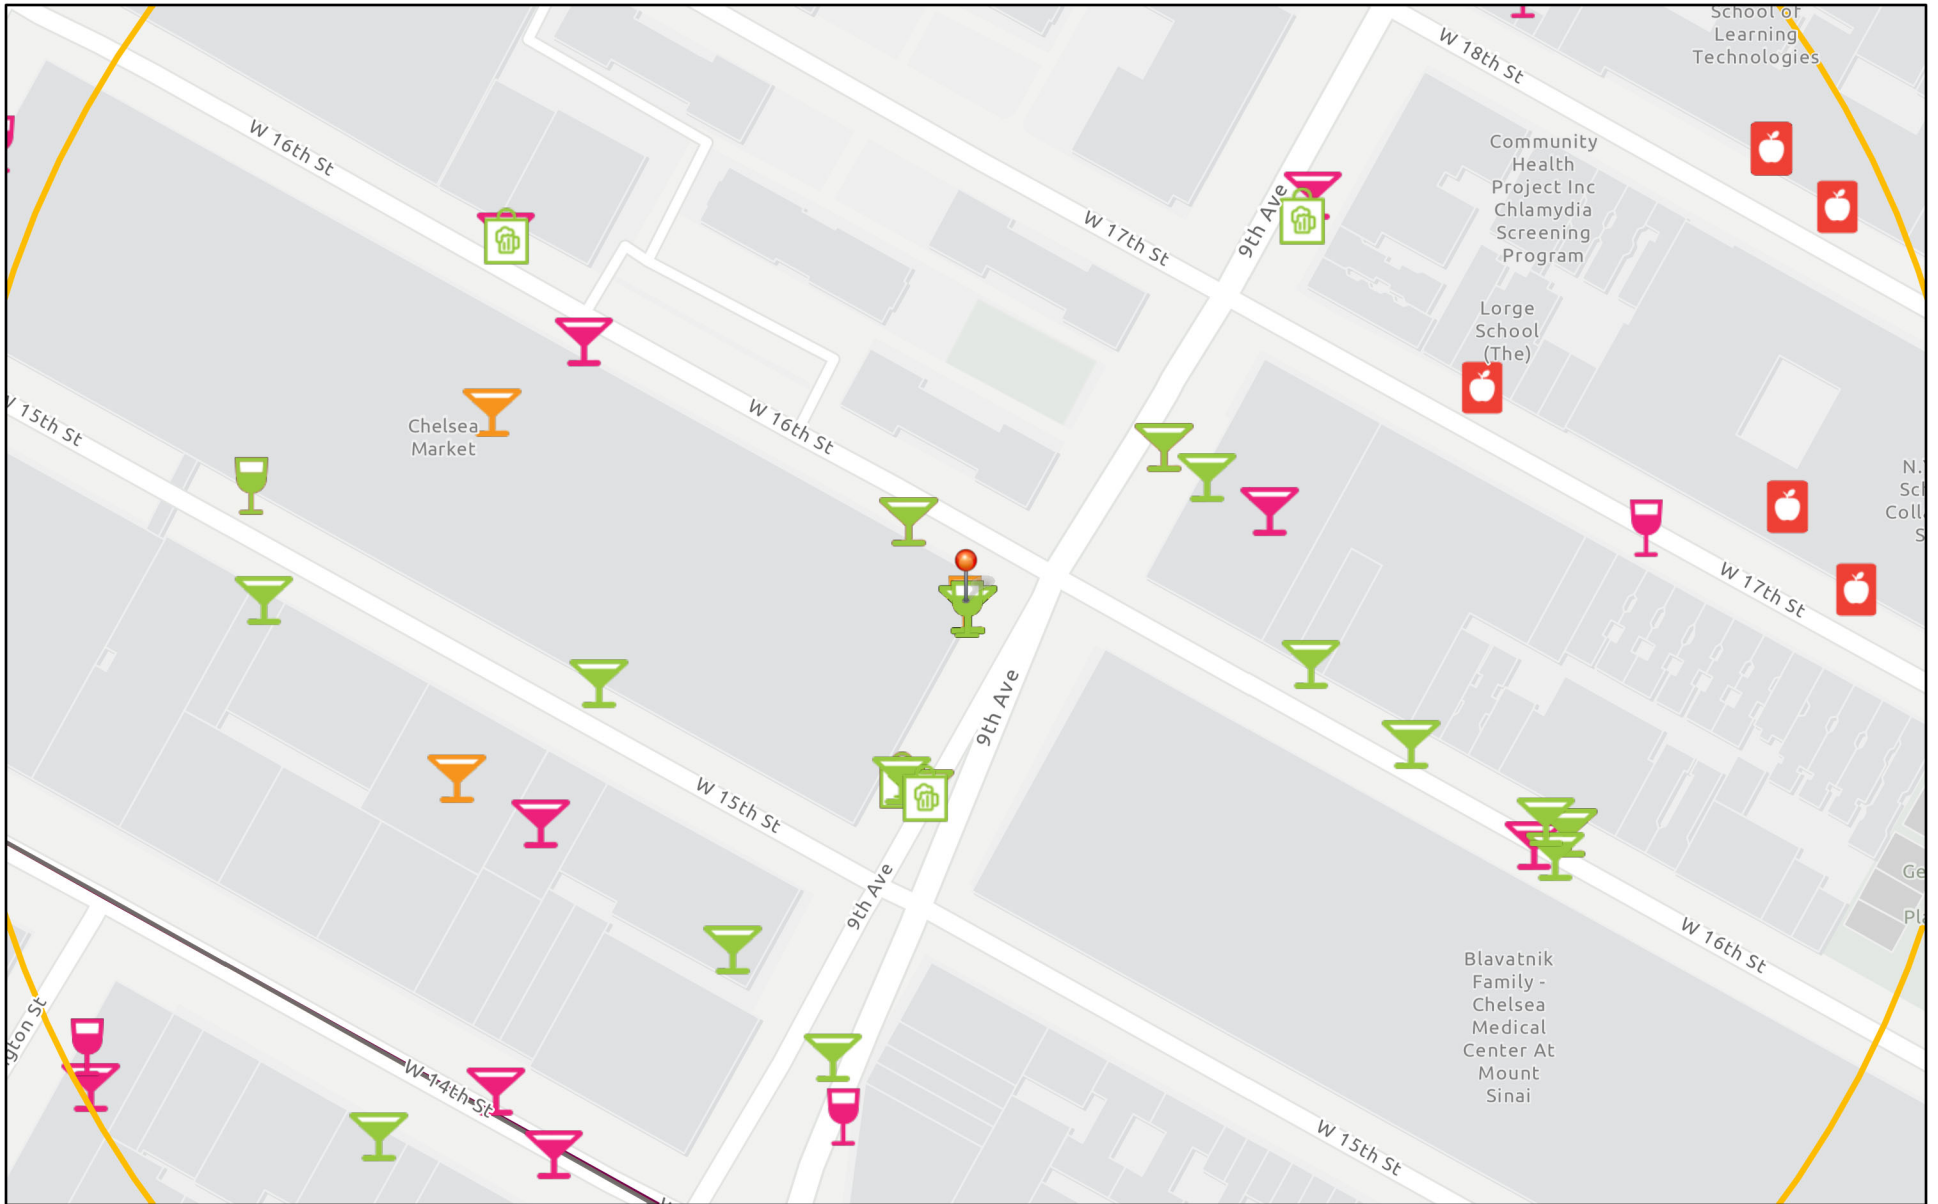 School of
Learning
Technologies
W 18th St
W 16th St
Community
Health
Project Inc
Chlamydia
Screening
Program
9th Ave
W 17th St
Lorge
School
(The)
W 15th St
Chelsea
Market
W 16th St
W 17th St
9th Ave
W 15th St
9th Ave
W 16th St
Blavatnik
Family -
Chelsea
Medical
Center At
Mount
Sinai
W 14th St
W 15th St